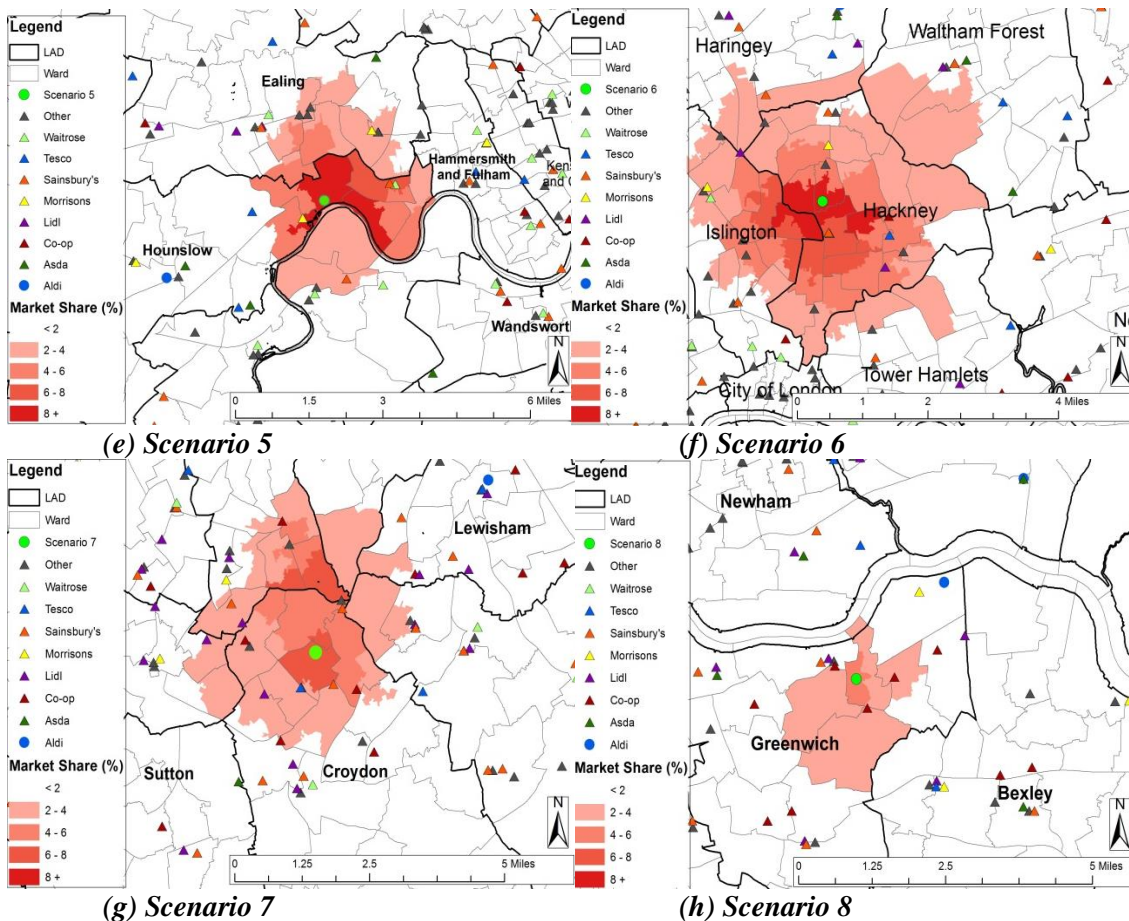 Legend
LAD
Ward
Scenario 5
Other
Waitrose
Tesco
Sainsbury's
Morrisons
Lidl
Co-op
Asda
Aldi
Market Share (%)
< 2
2 - 4
4 - 6
6 - 8
8 +
Ealing
Hammersmith
and Fulham
Hounslow
Wandsworth
N
0 1.5 3 6 Miles
(e) Scenario 5
Legend
LAD
Ward
Scenario 6
Other
Waitrose
Tesco
Sainsbury's
Morrisons
Lidl
Co-op
Asda
Aldi
Market Share (%)
< 2
2 - 4
4 - 6
6 - 8
8 +
Haringey
Waltham Forest
Hackney
Islington
Tower Hamlets
City of London
N
0 1 2 4 Miles
(f) Scenario 6
Legend
LAD
Ward
Scenario 7
Other
Waitrose
Tesco
Sainsbury's
Morrisons
Lidl
Co-op
Asda
Aldi
Market Share (%)
< 2
2 - 4
4 - 6
6 - 8
8 +
Lewisham
Sutton
Croydon
N
0 1.25 2.5 5 Miles
(g) Scenario 7
Legend
LAD
Ward
Scenario 8
Other
Waitrose
Tesco
Sainsbury's
Morrisons
Lidl
Co-op
Asda
Aldi
Market Share (%)
< 2
2 - 4
4 - 6
6 - 8
8 +
Newham
Greenwich
Bexley
N
0 1.25 2.5 5 Miles
(h) Scenario 8